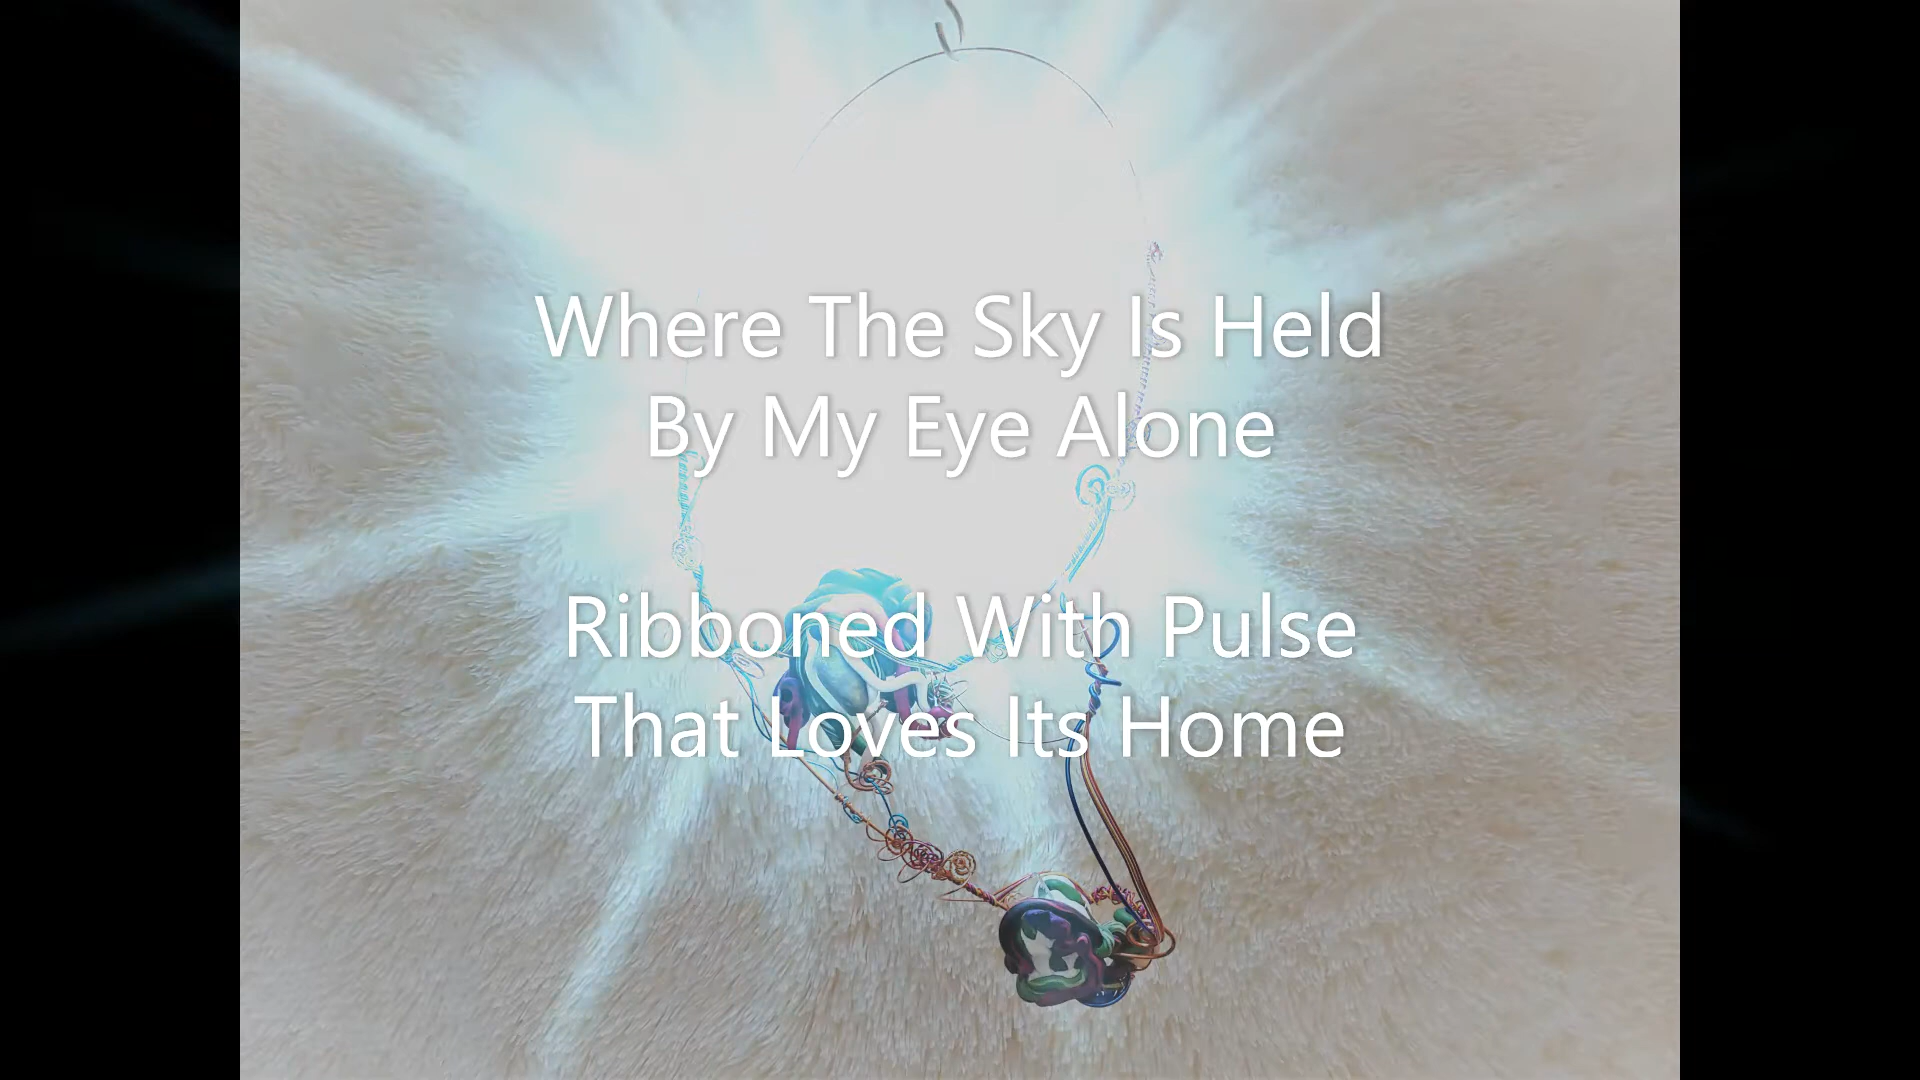 Where The Sky Is Held
By My Eye Alone
Ribboned With Pulse
That Loves Its Home